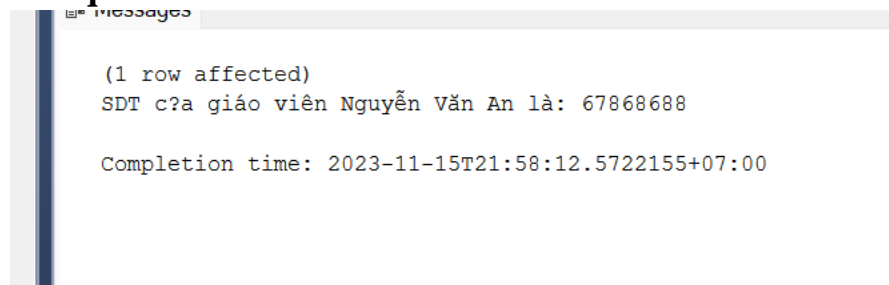 Messages
(1 row affected)
SDT c?a giáo viên Nguyễn Văn An là: 67868688
Completion time: 2023-11-15T21:58:12.5722155+07:00